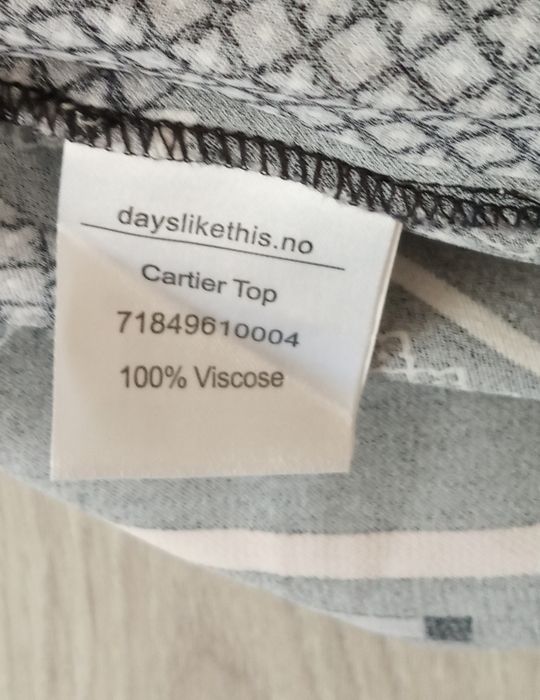 dayslikethis.no
Cartier Top
71849610004
100% Viscose